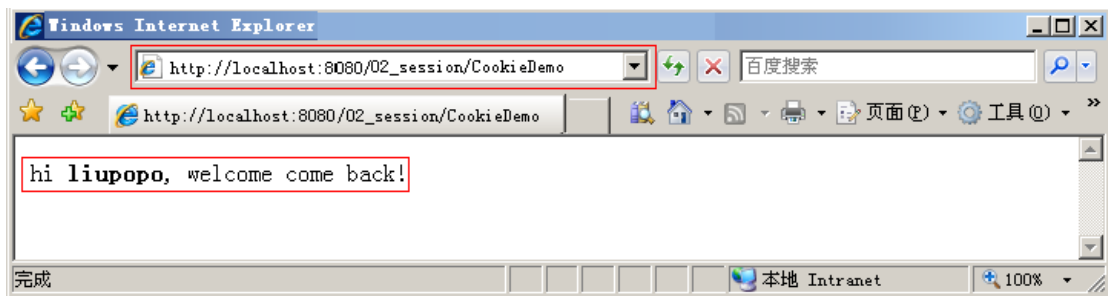 Windows Internet Explorer
http://localhost:8080/02_session/CookieDemo
百度搜索
http://localhost:8080/02_session/CookieDemo
页面(P)
工具(O)
»
hi liupopo, welcome come back!
完成
本地 Intranet
100%